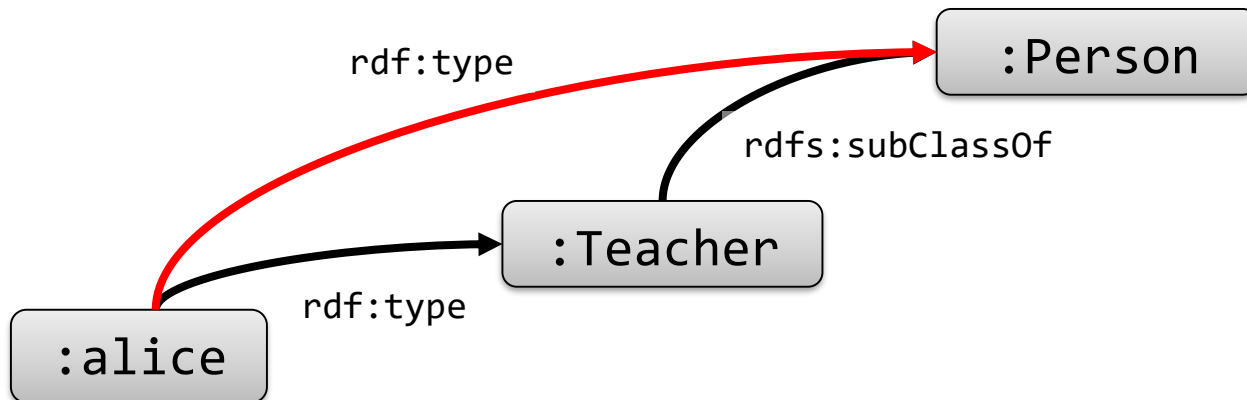 rdf:type
:Person
rdfs:subClassOf
:Teacher
rdf:type
:alice